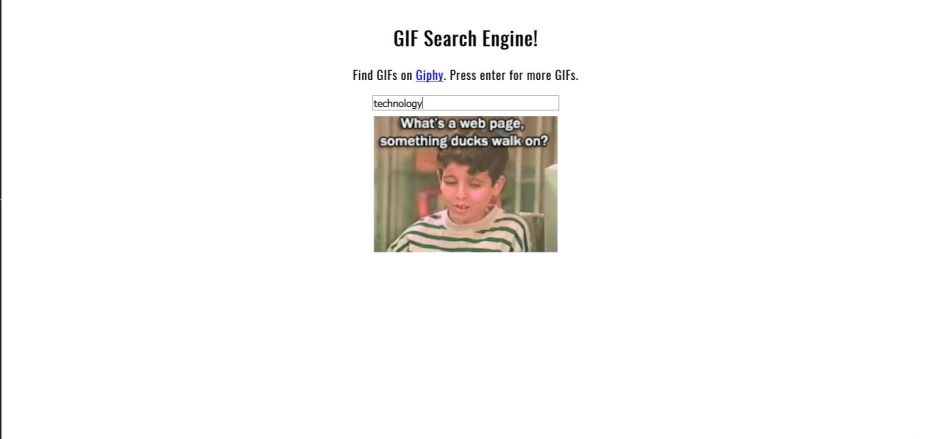 GIF Search Engine!
Find GIFs on Giphy. Press enter for more GIFs.
technology
What's a web page,
something ducks walk on?